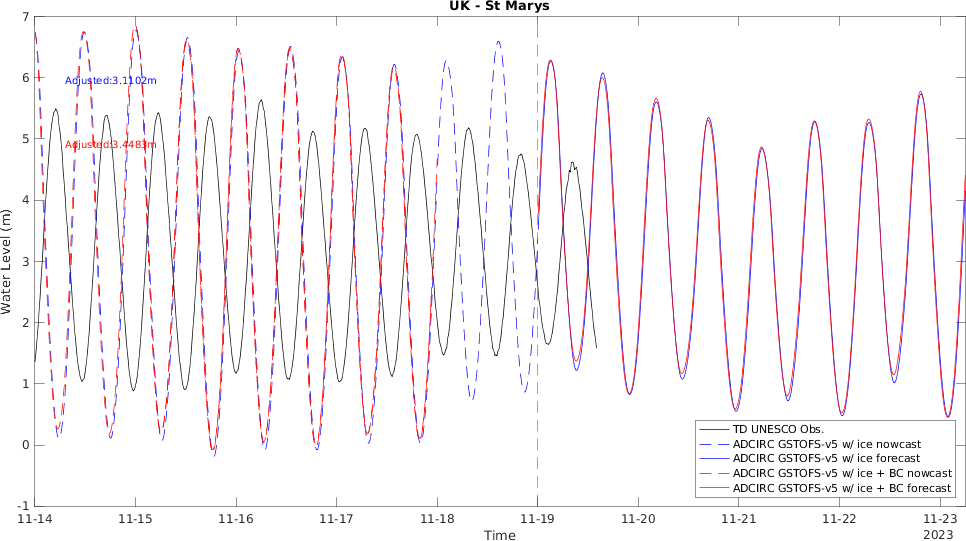 UK - St Marys
Water Level (m)
7
6
5
4
3
2
1
0
-1
Adjusted:3.1102m
Adjusted:3.4483m
TD UNESCO Obs.
ADCIRC GSTOFS-v5 w/ ice nowcast
ADCIRC GSTOFS-v5 w/ ice forecast
ADCIRC GSTOFS-v5 w/ ice + BC nowcast
ADCIRC GSTOFS-v5 w/ ice + BC forecast
11-14 11-15 11-16 11-17 11-18 11-19 11-20 11-21 11-22 11-23
2023
Time